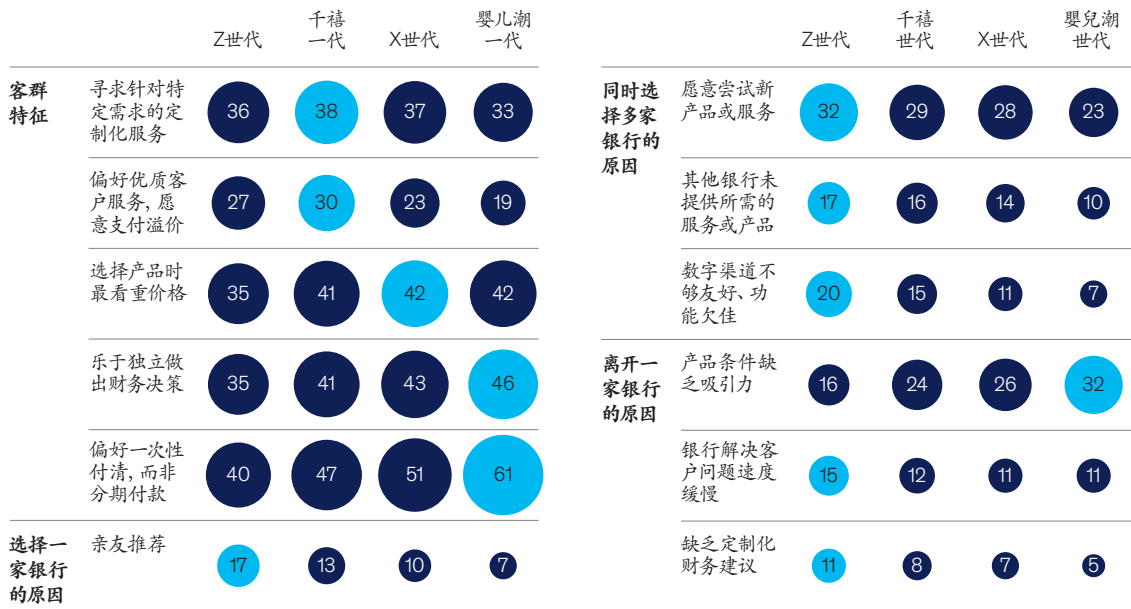 Z世代
千禧
一代
X世代
婴儿潮
一代
客群
特征
寻求针对特
定需求的定
制化服务
36 38 37 33
偏好优质客
户服务, 愿
意支付溢价
27 30 23 19
选择产品时
最看重价格
35 41 42 42
乐于独立做
出财务决策
35 41 43 46
偏好一次性
付清, 而非
分期付款
40 47 51 61
选择一
家银行
的原因
亲友推荐
17 13 10 7
Z世代
千禧
世代
X世代
嬰兒潮
世代
同时选
择多家
银行的
原因
愿意尝试新
产品或服务
32 29 28 23
其他银行未
提供所需的
服务或产品
17 16 14 10
数字渠道不
够友好、功
能欠佳
20 15 11 7
离开一
家银行
的原因
产品条件缺
乏吸引力
16 24 26 32
银行解决客
户问题速度
缓慢
15 12 11 11
缺乏定制化
财务建议
11 8 7 5